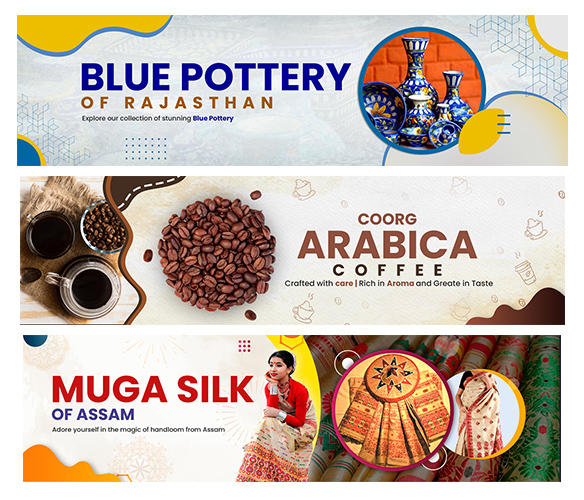 BLUE POTTERY
OF RAJASTHAN
Explore our collection of stunning Blue Pottery
COORG
ARABICA
COFFEE
Crafted with care | Rich in Aroma and Greate in Taste
MUGA SILK
OF ASSAM
Adore yourself in the magic of handloom from Assam